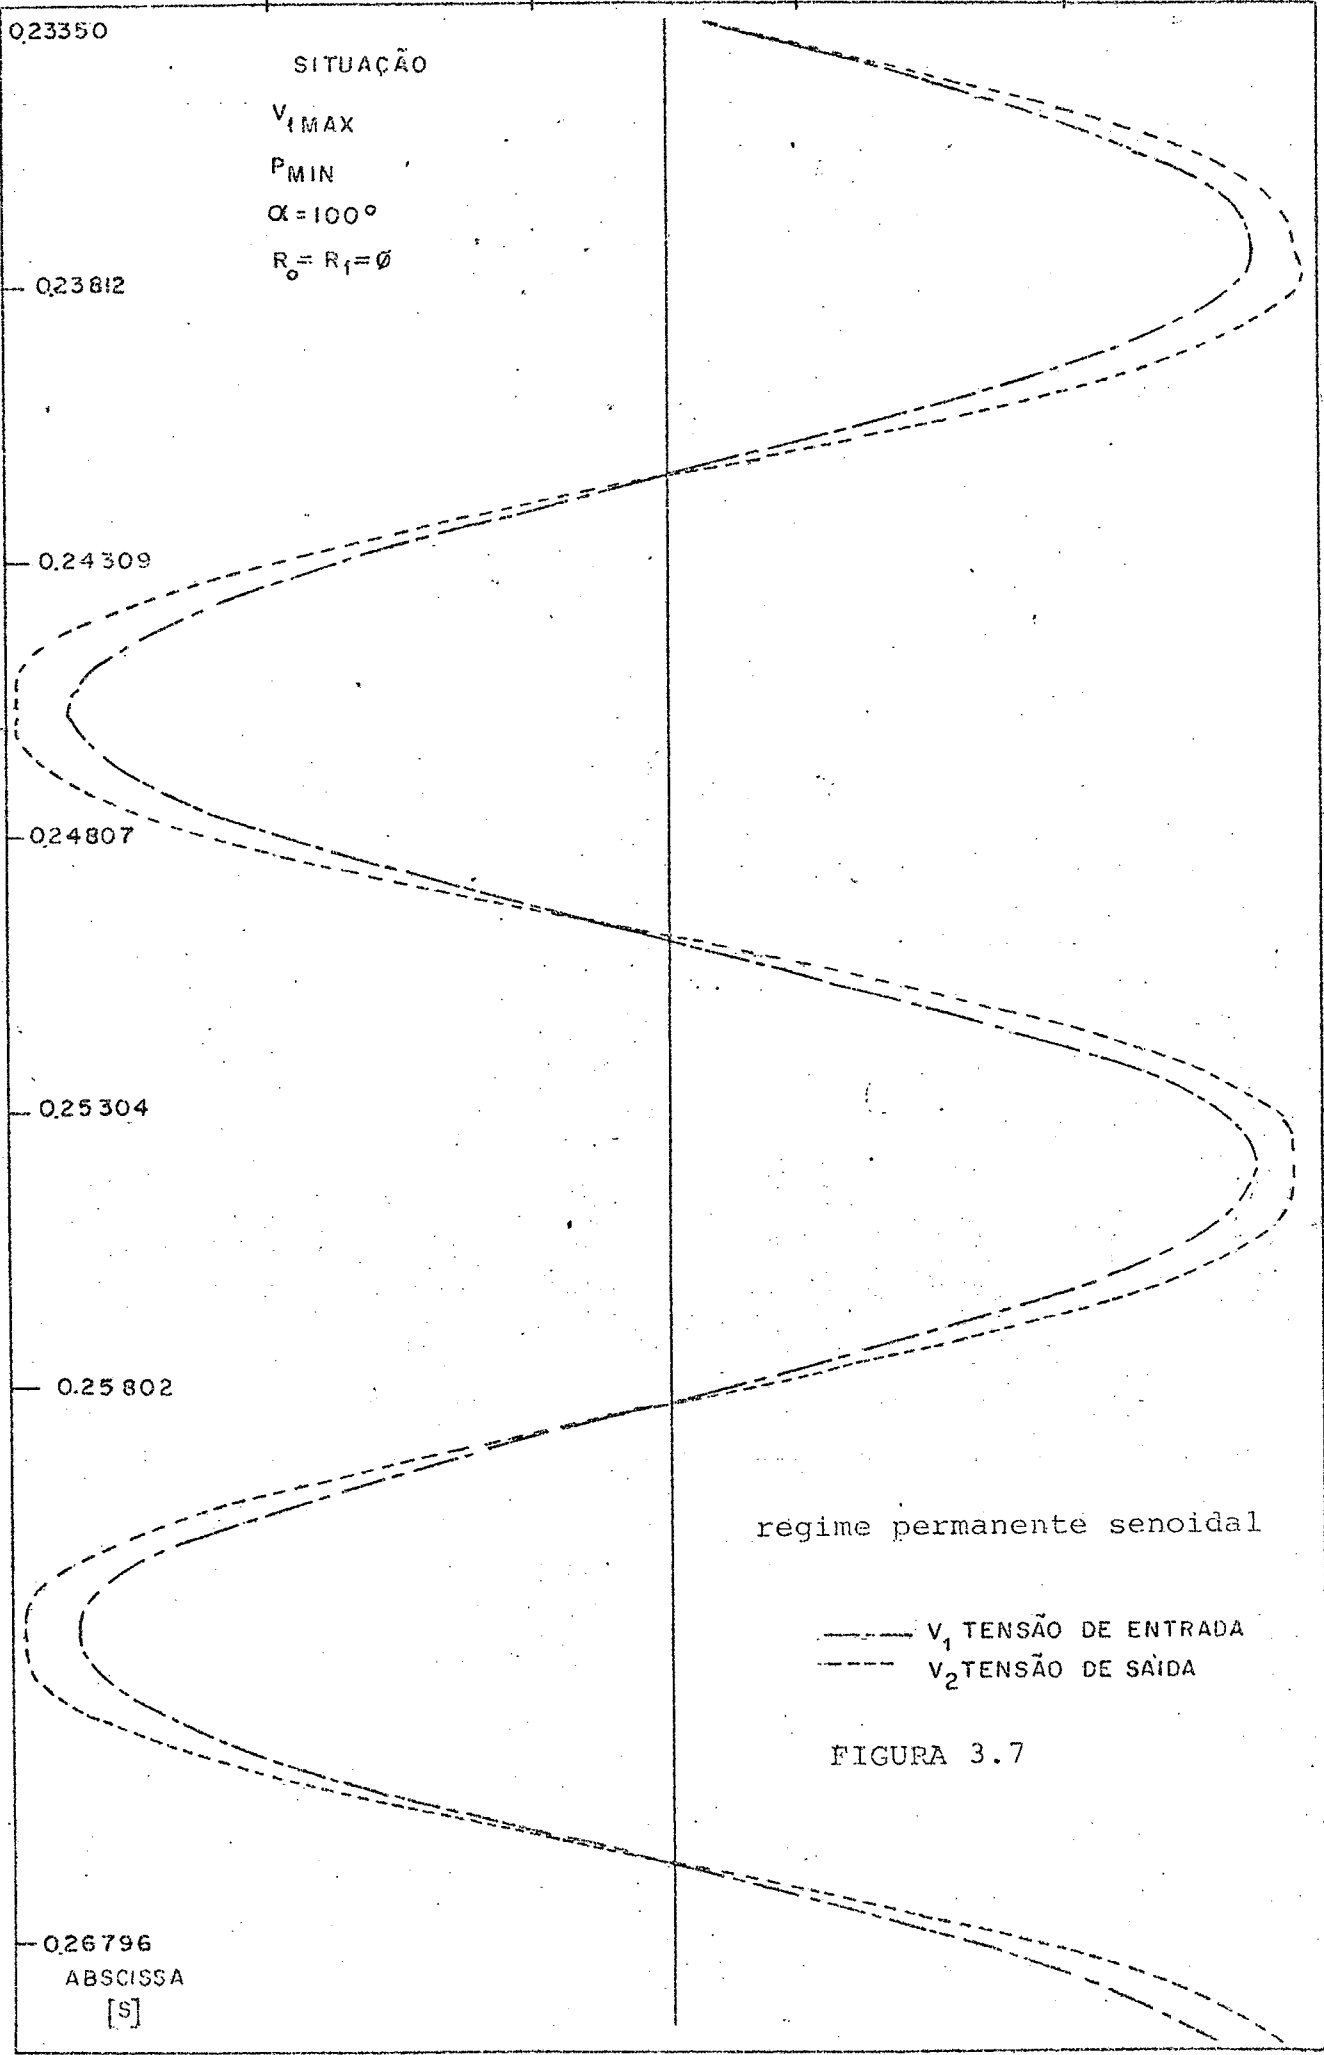 0,23350
SITUAÇÃO
V1MAX
PMIN
α=100°
Ro=R1=Ø
0,23812
0,24309
0,24807
0,25304
0,25802
regime permanente senoidal
V1 TENSÃO DE ENTRADA
V2 TENSÃO DE SAÍDA
FIGURA 3.7
0,26796
ABSCISSA
[S]